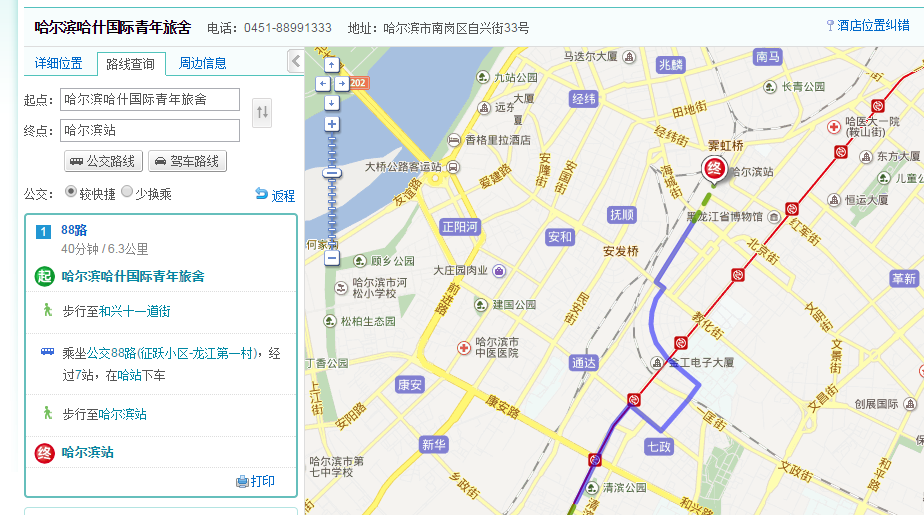 哈尔滨哈什国际青年旅舍 电话：0451-88991333 地址：哈尔滨市南岗区自兴街33号
酒店位置纠错
详细位置 路线查询 周边信息
起点：哈尔滨哈什国际青年旅舍
终点：哈尔滨站
公交路线 驾车路线
公交： 较快捷 少换乘 返程
1 88路
40分钟 / 6.3公里
起 哈尔滨哈什国际青年旅舍
步行至和兴十一道街
乘坐公交88路(征跃小区-龙江第一村)，经
过7站，在哈站下车
步行至哈尔滨站
终 哈尔滨站
打印
马迭尔大厦
兆麟
南马
202
九站公园
长青公园
经纬
远东
大厦
夏
田地街
哈医大一院
(鞍山街)
经纬街
香格里拉酒店
霁虹桥
大桥公路客运站
安隆街
安国街
海城街
终
哈尔滨站
东方大厦
爱建路
友谊路
儿童公
恒运大厦
抚顺
黑龙江省博物馆
正阳河
红军街
安和
何家沟
安发桥
北京街
顾乡公园
大庄园肉业
革新
哈尔滨市河
松小学校
前进路
民安街
建国公园
文昌街
松柏生态园
教化街
哈尔滨市
中医医院
文景街
丁香公园
通达
金工电子大厦
康安
上江街
文昌街
创展国际
安阳路
康安路
匡街
新华
七政
哈尔滨市第
七中学校
文政街
和平路
乡政街
清滨公园
清滨
和兴路